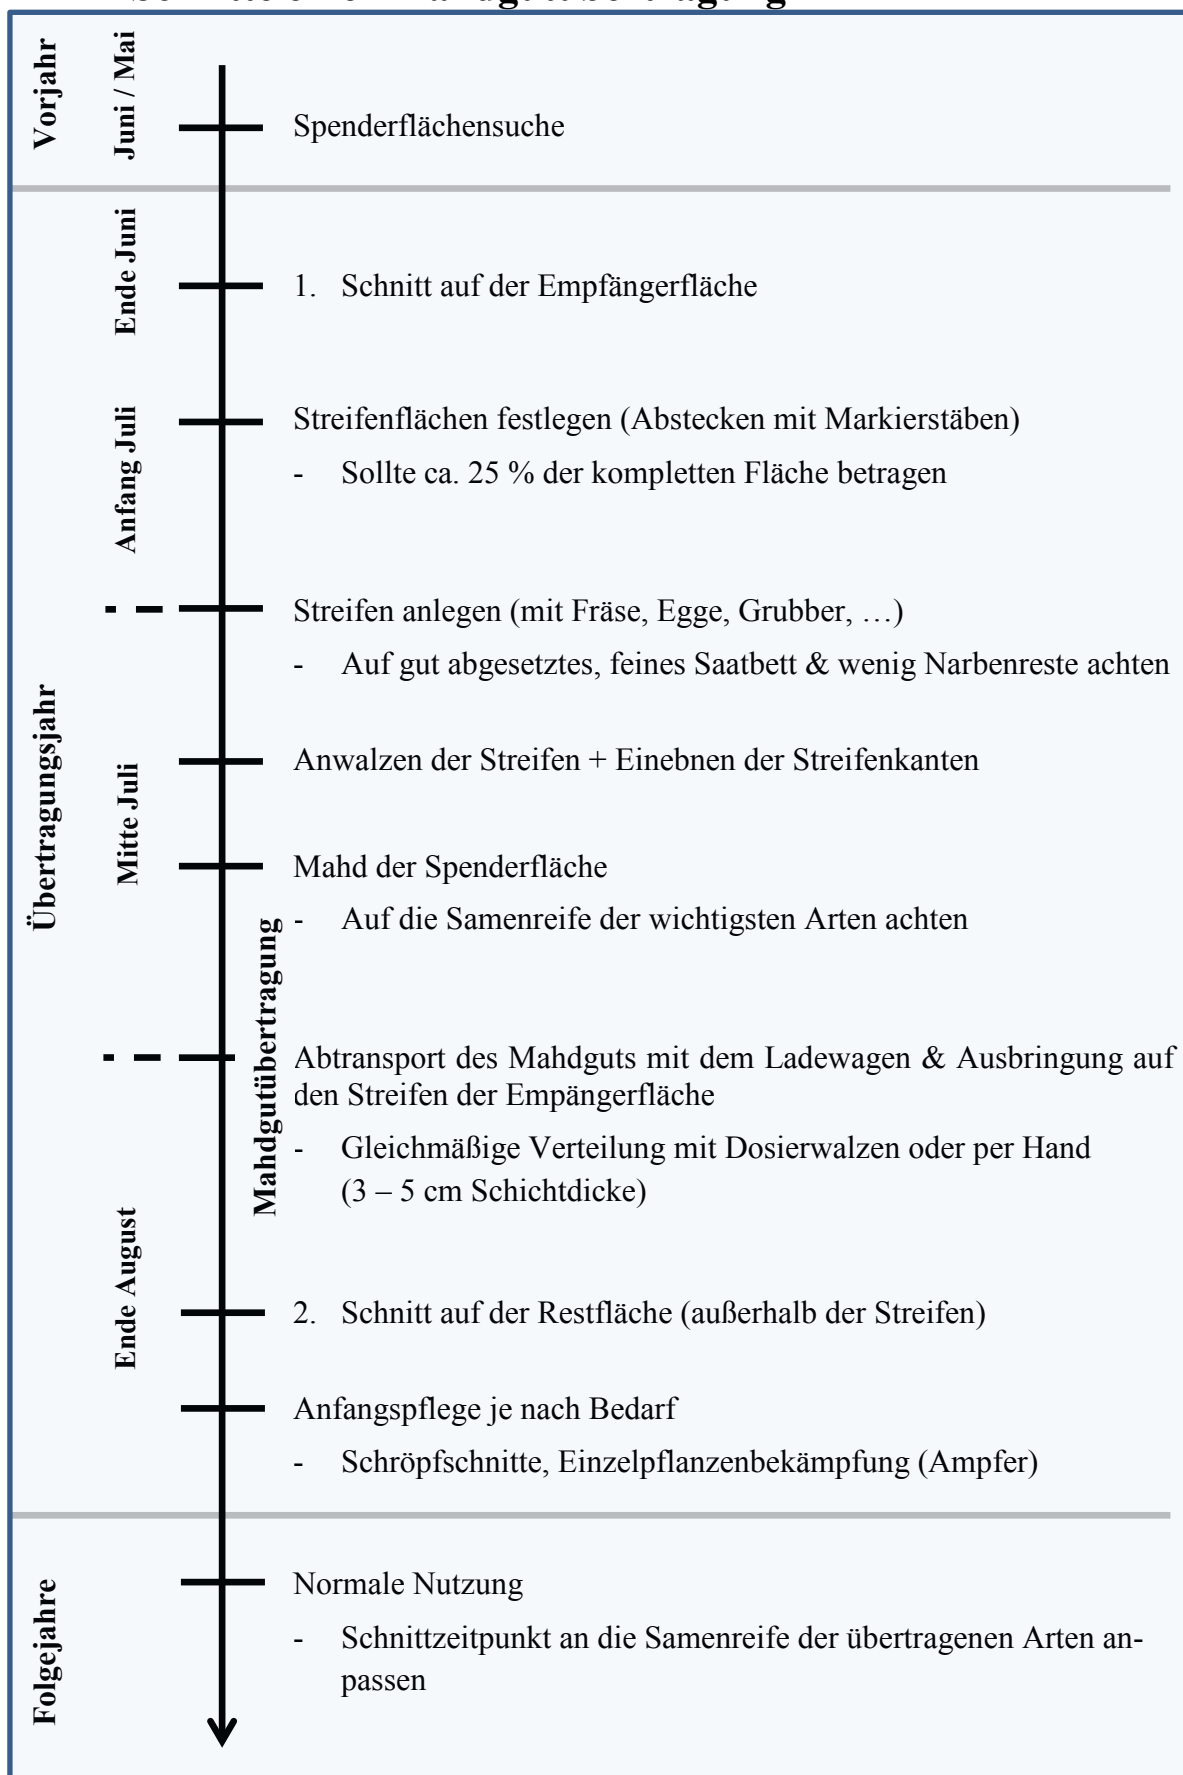 Vorjahr
Juni / Mai
Spenderflächensuche
Übertragungsjahr
Ende Juni
1. Schnitt auf der Empfängerfläche
Anfang Juli
Streifenflächen festlegen (Abstecken mit Markierstäben)
- Sollte ca. 25 % der kompletten Fläche betragen
Streifen anlegen (mit Fräse, Egge, Grubber, …)
- Auf gut abgesetztes, feines Saatbett & wenig Narbenreste achten
Mitte Juli
Anwalzen der Streifen + Einebnen der Streifenkanten
Mahd der Spenderfläche
- Auf die Samenreife der wichtigsten Arten achten
Mahdgutübertragung
Abtransport des Mahdguts mit dem Ladewagen & Ausbringung auf
den Streifen der Empängerfläche
- Gleichmäßige Verteilung mit Dosierwalzen oder per Hand
(3 – 5 cm Schichtdicke)
Ende August
2. Schnitt auf der Restfläche (außerhalb der Streifen)
Anfangspflege je nach Bedarf
- Schröpfschnitte, Einzelpflanzenbekämpfung (Ampfer)
Folgejahre
Normale Nutzung
- Schnittzeitpunkt an die Samenreife der übertragenen Arten an-
passen